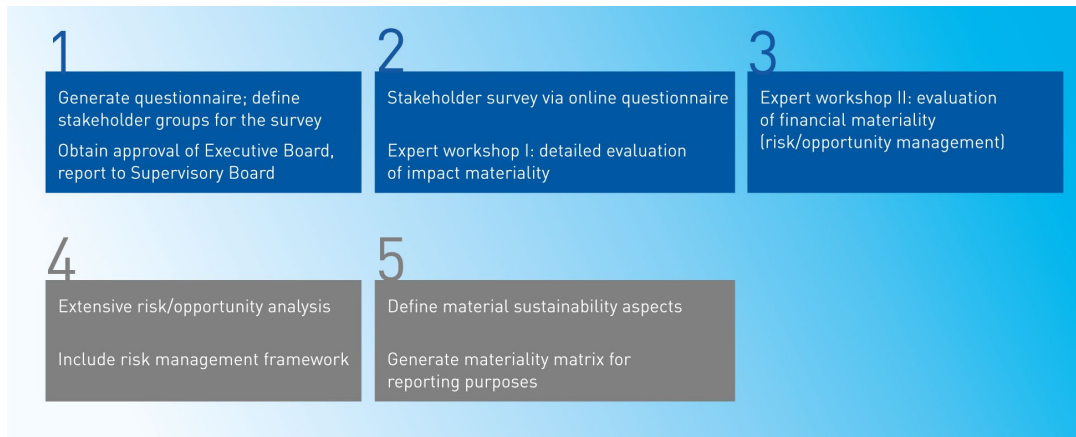 1
Generate questionnaire; define
stakeholder groups for the survey
Obtain approval of Executive Board,
report to Supervisory Board
2
Stakeholder survey via online questionnaire
Expert workshop I: detailed evaluation
of impact materiality
3
Expert workshop II: evaluation
of financial materiality
(risk/opportunity management)
4
Extensive risk/opportunity analysis
Include risk management framework
5
Define material sustainability aspects
Generate materiality matrix for
reporting purposes